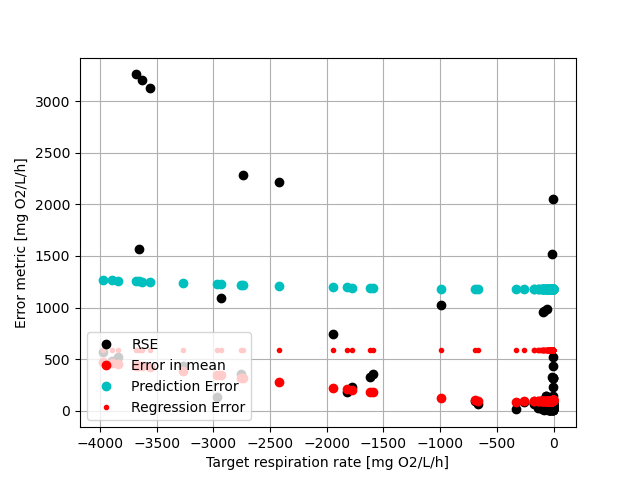 Error metric [mg O2/L/h]
3000
2500
2000
1500
1000
500
0
RSE
Error in mean
Prediction Error
Regression Error
−4000 −3500 −3000 −2500 −2000 −1500 −1000 −500 0
Target respiration rate [mg O2/L/h]